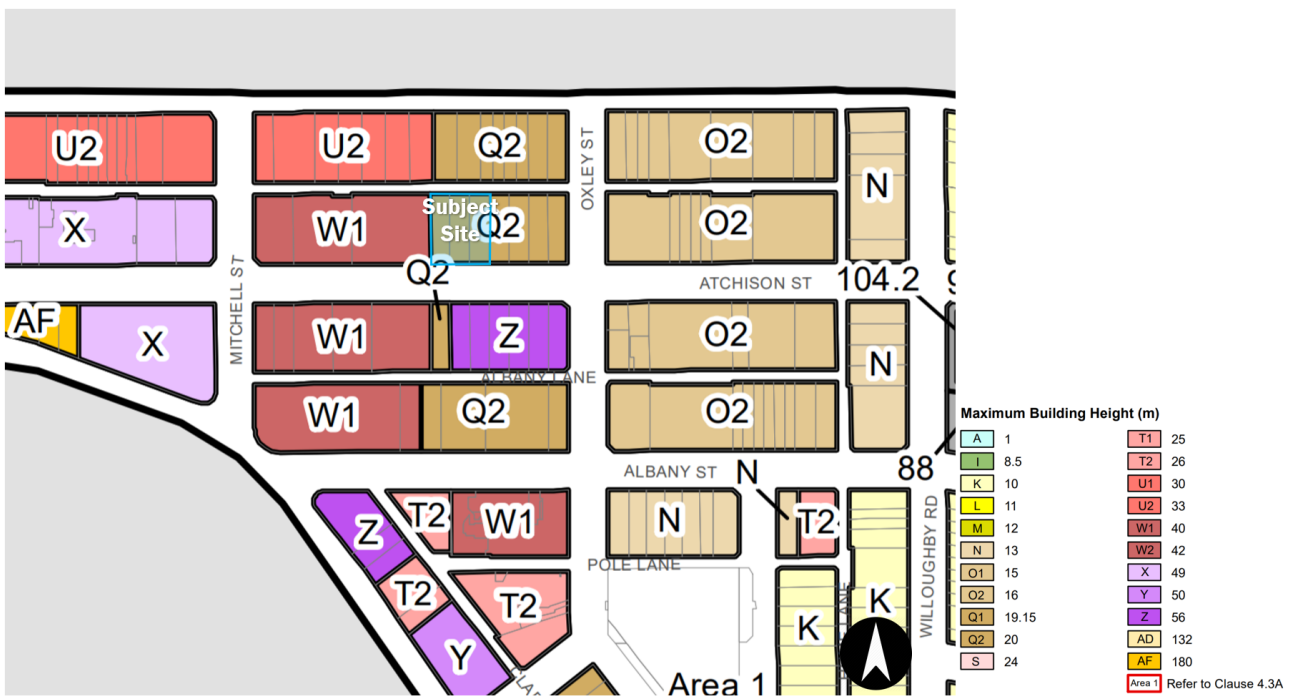 U2
U2
Q2
O2
N
OXLEY ST
X
W1
Subject
Site
Q2
O2
MITCHELL ST
Q2
ATCHISON ST
104.2
9
AF
X
W1
Z
O2
N
ALBANY LANE
W1
Q2
O2
ALBANY ST
N
88
Z
T2
W1
N
T2
WILLOUGHBY RD
POLE LANE
T2
T2
K
K
LANE
Y
CLA
Area 1
Maximum Building Height (m)
A 1
I 8.5
K 10
L 11
M 12
N 13
O1 15
O2 16
Q1 19.15
Q2 20
S 24
T1 25
T2 26
U1 30
U2 33
W1 40
W2 42
X 49
Y 50
Z 56
AD 132
AF 180
Area 1 Refer to Clause 4.3A